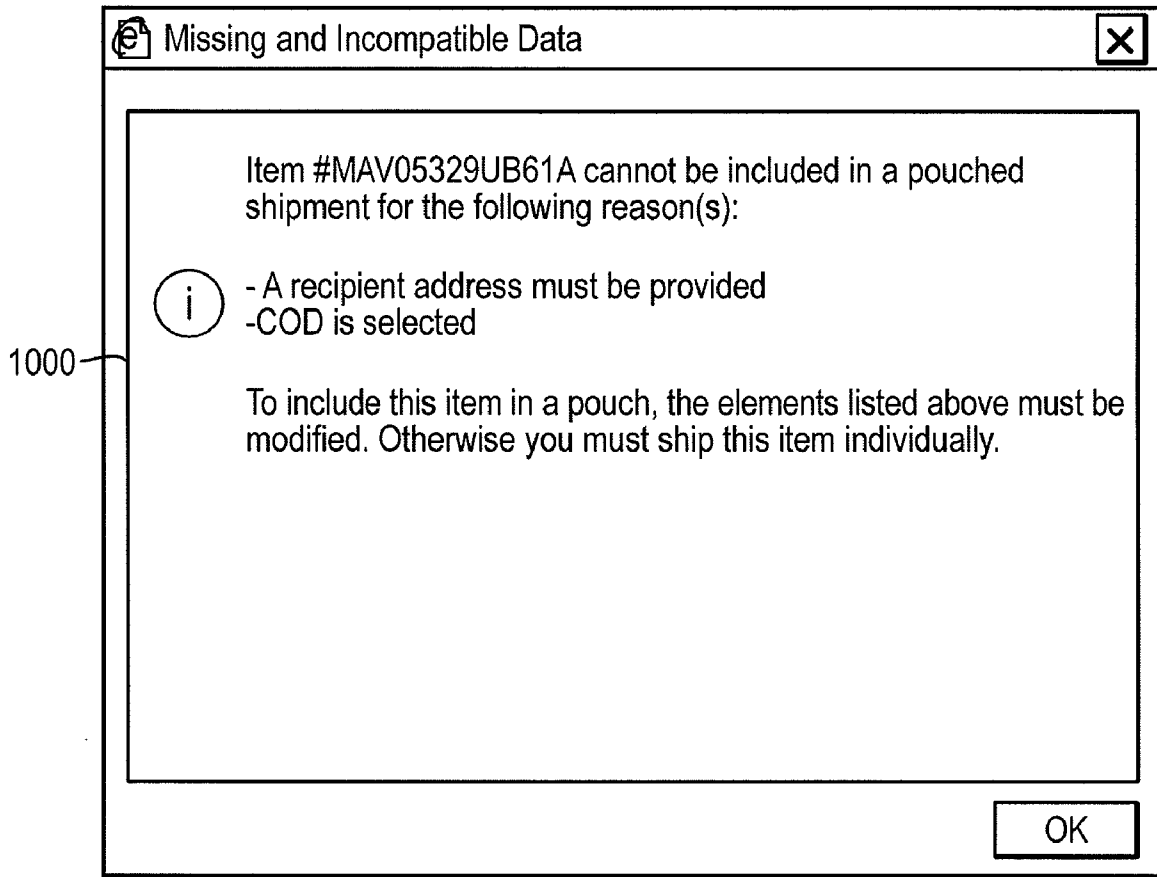 Missing and Incompatible Data
Item #MAV05329UB61A cannot be included in a pouched
shipment for the following reason(s):
i
- A recipient address must be provided
-COD is selected
1000
To include this item in a pouch, the elements listed above must be
modified. Otherwise you must ship this item individually.
OK